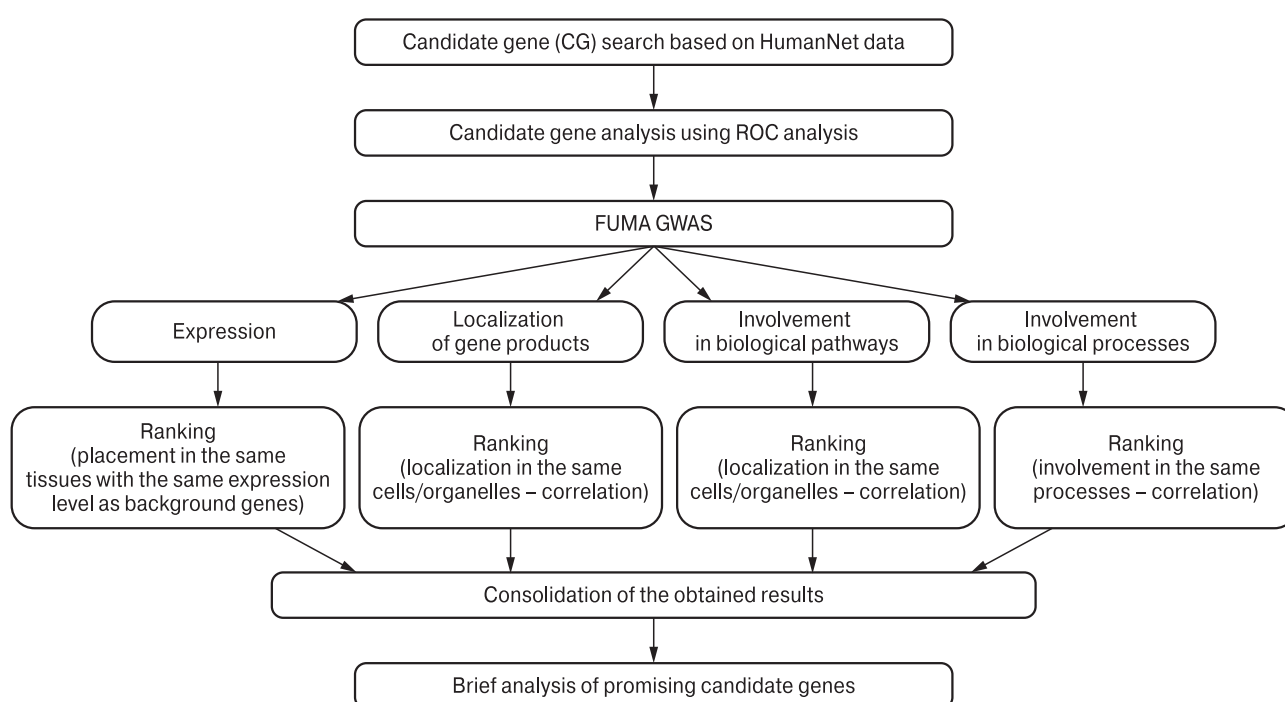 Candidate gene (CG) search based on HumanNet data
Candidate gene analysis using ROC analysis
FUMA GWAS
Expression
Localization
of gene products
Involvement
in biological pathways
Involvement
in biological processes
Ranking
(placement in the same
tissues with the same expression
level as background genes)
Ranking
(localization in the same
cells/organelles – correlation)
Ranking
(localization in the same
cells/organelles – correlation)
Ranking
(involvement in the same
processes – correlation)
Consolidation of the obtained results
Brief analysis of promising candidate genes